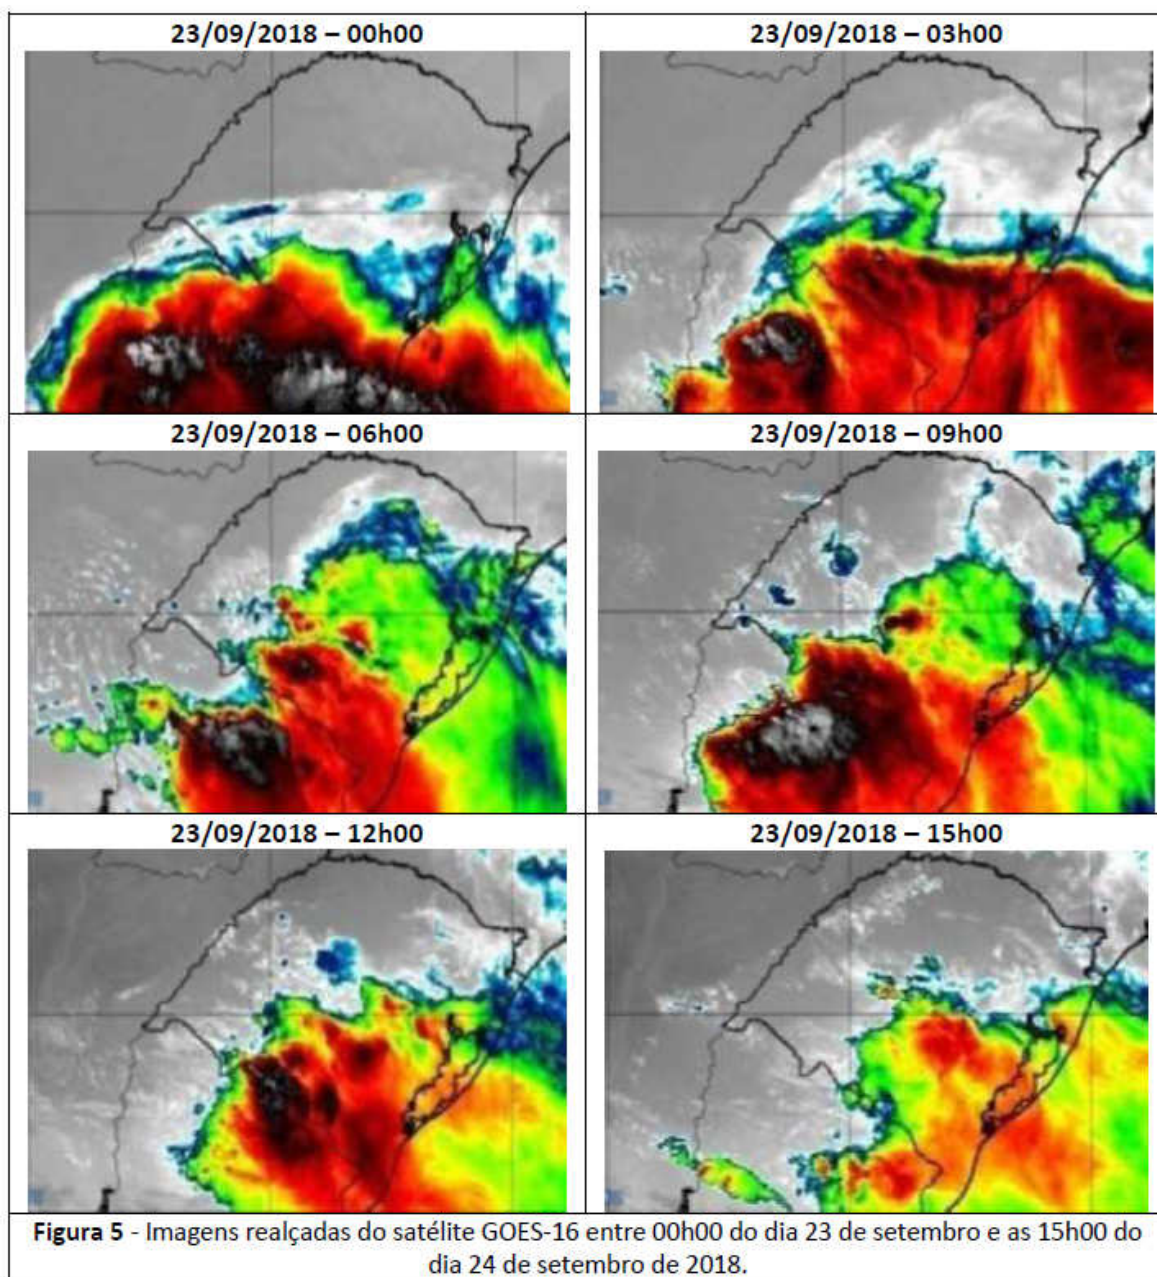 23/09/2018 – 00h00
23/09/2018 – 03h00
23/09/2018 – 06h00
23/09/2018 – 09h00
23/09/2018 – 12h00
23/09/2018 – 15h00
Figura 5 - Imagens realçadas do satélite GOES-16 entre 00h00 do dia 23 de setembro e as 15h00 do
dia 24 de setembro de 2018.